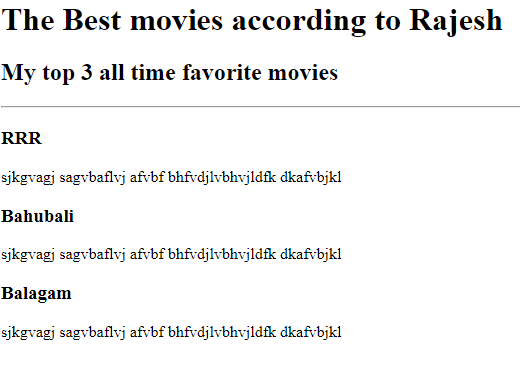 The Best movies according to Rajesh
My top 3 all time favorite movies
RRR
sjkgvagj sagvbaflvj afvbf bhfvdjlvbhvjldfk dkafvbjkl
Bahubali
sjkgvagj sagvbaflvj afvbf bhfvdjlvbhvjldfk dkafvbjkl
Balagam
sjkgvagj sagvbaflvj afvbf bhfvdjlvbhvjldfk dkafvbjkl